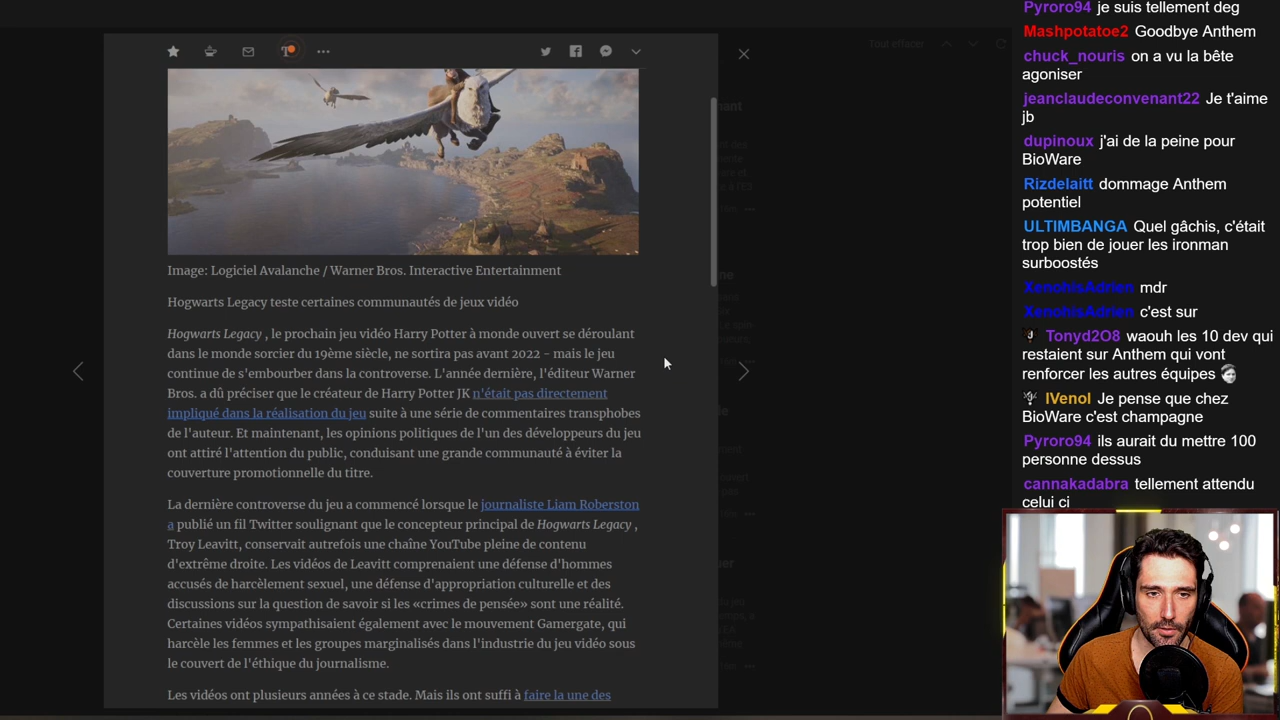 Tout effacer
Image: Logiciel Avalanche / Warner Bros. Interactive Entertainment
Hogwarts Legacy teste certaines communautés de jeux vidéo
Hogwarts Legacy , le prochain jeu vidéo Harry Potter à monde ouvert se déroulant
dans le monde sorcier du 19ème siècle, ne sortira pas avant 2022 - mais le jeu
continue de s'embourber dans la controverse. L'année dernière, l'éditeur Warner
Bros. a dû préciser que le créateur de Harry Potter JK n'était pas directement
impliqué dans la réalisation du jeu suite à une série de commentaires transphobes
de l'auteur. Et maintenant, les opinions politiques de l'un des développeurs du jeu
ont attiré l'attention du public, conduisant une grande communauté à éviter la
couverture promotionnelle du titre.
La dernière controverse du jeu a commencé lorsque le journaliste Liam Roberston
a publié un fil Twitter soulignant que le concepteur principal de Hogwarts Legacy ,
Troy Leavitt, conservait autrefois une chaîne YouTube pleine de contenu
d'extrême droite. Les vidéos de Leavitt comprenaient une défense d'hommes
accusés de harcèlement sexuel, une défense d'appropriation culturelle et des
discussions sur la question de savoir si les «crimes de pensée» sont une réalité.
Certaines vidéos sympathisaient également avec le mouvement Gamergate, qui
harcèle les femmes et les groupes marginalisés dans l'industrie du jeu vidéo sous
le couvert de l'éthique du journalisme.
Les vidéos ont plusieurs années à ce stade. Mais ils ont suffi à faire la une des
Pyroro94 je suis tellement deg
Mashpotatoe2 Goodbye Anthem
chuck_nouris on a vu la bête
agoniser
jeanclaudeconvenant22 Je t'aime
jb
dupinoux j'ai de la peine pour
BioWare
Rizdelaitt dommage Anthem
potentiel
ULTIMBANGA Quel gâchis, c'était
trop bien de jouer les ironman
surboostés
XenohisAdrien mdr
XenohisAdrien c'est sur
Tonyd2O8 waouh les 10 dev qui
restaient sur Anthem qui vont
renforcer les autres équipes
IVenol Je pense que chez
BioWare c'est champagne
Pyroro94 ils aurait du mettre 100
personne dessus
cannakadabra tellement attendu
celui ci